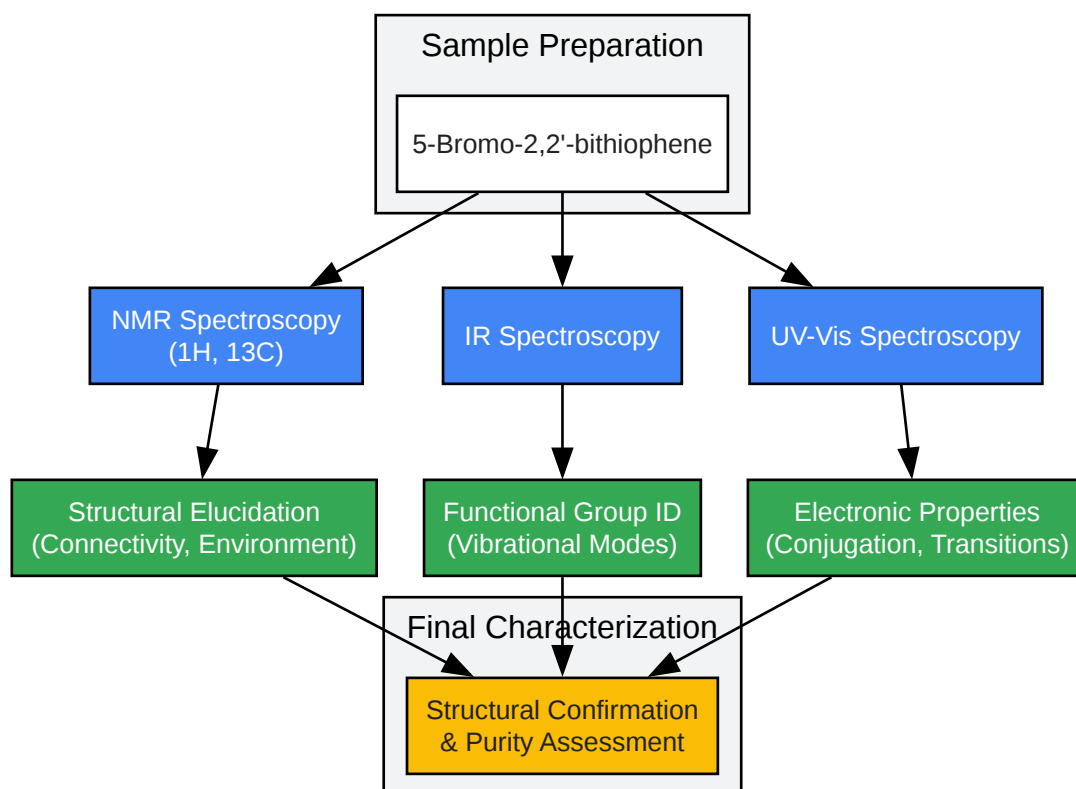 Sample Preparation
5-Bromo-2,2'-bithiophene
NMR Spectroscopy
(1H, 13C)
IR Spectroscopy
UV-Vis Spectroscopy
Structural Elucidation
(Connectivity, Environment)
Functional Group ID
(Vibrational Modes)
Electronic Properties
(Conjugation, Transitions)
Final Characterization
Structural Confirmation
& Purity Assessment